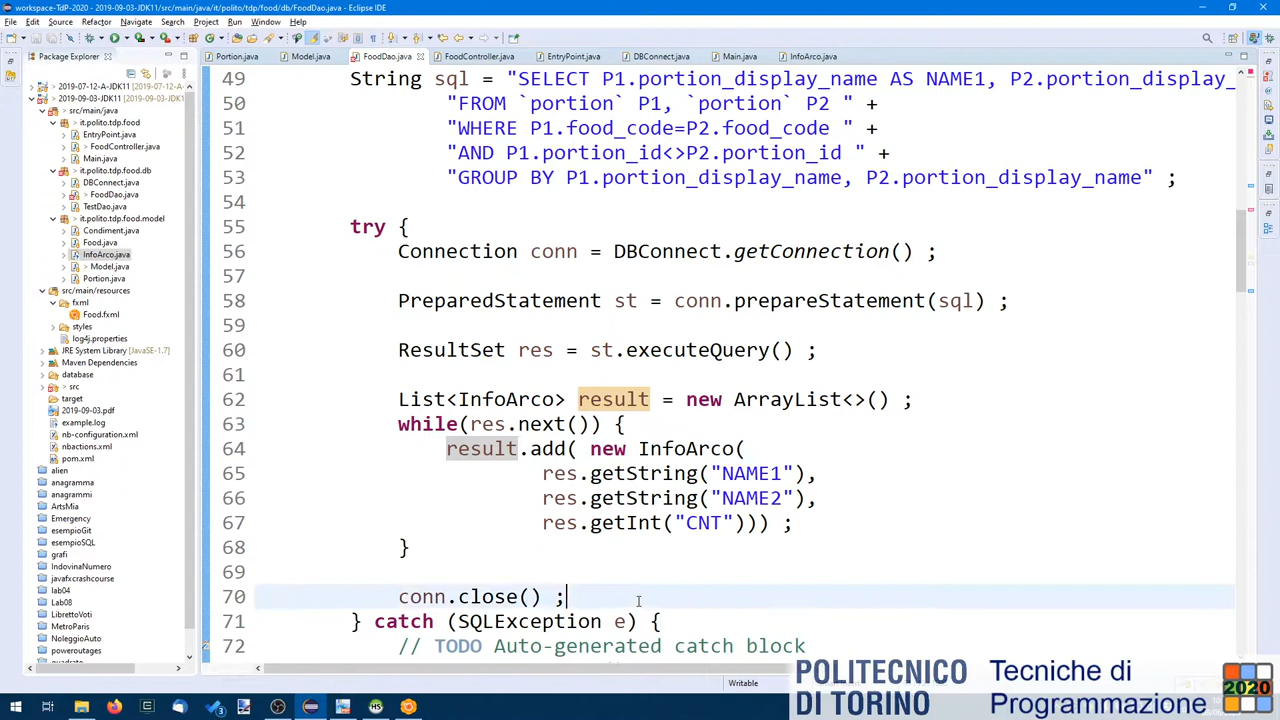 workspace-TdP-2020 - 2019-09-03-JDK11/src/main/java/it/polito/tdp/food/db/FoodDao.java - Eclipse IDE
File Edit Source Refactor Navigate Search Project Run Window Help
Package Explorer
Portion.java Model.java FoodDao.java FoodController.java EntryPoint.java DBConnect.java Main.java InfoArco.java
2019-07-12-A-JDK11
2019-09-03-JDK11
src/main/java
it.polito.tdp.food
EntryPoint.java
FoodController.java
Main.java
it.polito.tdp.food.db
DBConnect.java
FoodDao.java
TestDao.java
it.polito.tdp.food.model
Condiment.java
Food.java
InfoArco.java
Model.java
Portion.java
src/main/resources
fxml
Food.fxml
styles
log4j.properties
JRE System Library [JavaSE-1.7]
Maven Dependencies
database
> src
target
2019-09-03.pdf
example.log
nb-configuration.xml
nbactions.xml
pom.xml
alien
anagramma
anagrammi
ArtsMia
Emergency
esempioGit
esempioSQL
grafi
IndovinaNumero
javafxcrashcourse
lab04
Lab08
LibrettoVoti
MetroParis
NoleggioAuto
poweroutages
49 String sql = "SELECT P1.portion_display_name AS NAME1, P2.portion_display_
50 "FROM `portion` P1, `portion` P2 " +
51 "WHERE P1.food_code=P2.food_code " +
52 "AND P1.portion_id<>P2.portion_id " +
53 "GROUP BY P1.portion_display_name, P2.portion_display_name" ;
54
55 try {
56 Connection conn = DBConnect.getConnection() ;
57
58 PreparedStatement st = conn.prepareStatement(sql) ;
59
60 ResultSet res = st.executeQuery() ;
61
62 List<InfoArco> result = new ArrayList<>() ;
63 while(res.next()) {
64 result.add( new InfoArco(
65 res.getString("NAME1"),
66 res.getString("NAME2"),
67 res.getInt("CNT"))) ;
68 }
69
70 conn.close() ;
71 } catch (SQLException e) {
72 // TODO Auto-generated catch block
Writable
POLITECNICO
DI TORINO
Tecniche di
Programmazione
2020